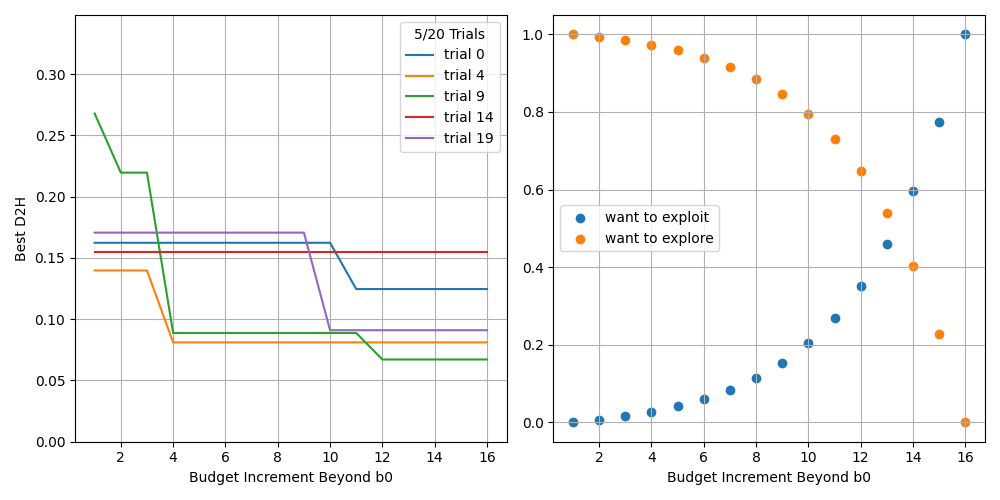 5/20 Trials
trial 0
trial 4
trial 9
trial 14
trial 19
Best D2H
0.30
0.25
0.20
0.15
0.10
0.05
0.00
2 4 6 8 10 12 14 16
Budget Increment Beyond b0
1.0
0.8
0.6
0.4
0.2
0.0
want to exploit
want to explore
2 4 6 8 10 12 14 16
Budget Increment Beyond b0